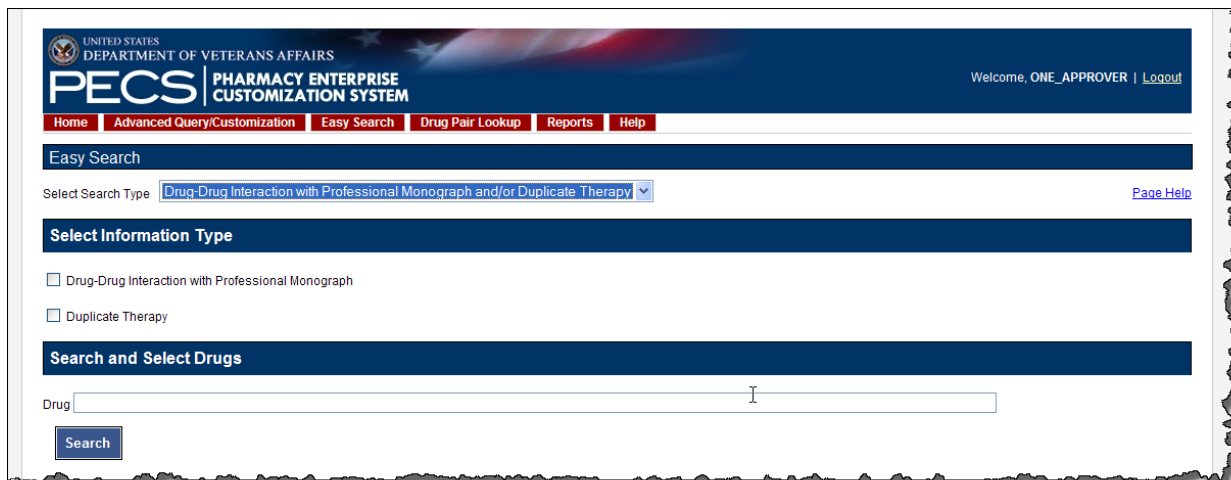 UNITED STATES
DEPARTMENT OF VETERANS AFFAIRS
PECS PHARMACY ENTERPRISE
CUSTOMIZATION SYSTEM
Welcome, ONE_APPROVER | Logout
Home Advanced Query/Customization Easy Search Drug Pair Lookup Reports Help
Easy Search
Select Search Type Drug-Drug Interaction with Professional Monograph and/or Duplicate Therapy Page Help
Select Information Type
Drug-Drug Interaction with Professional Monograph
Duplicate Therapy
Search and Select Drugs
Drug
Search